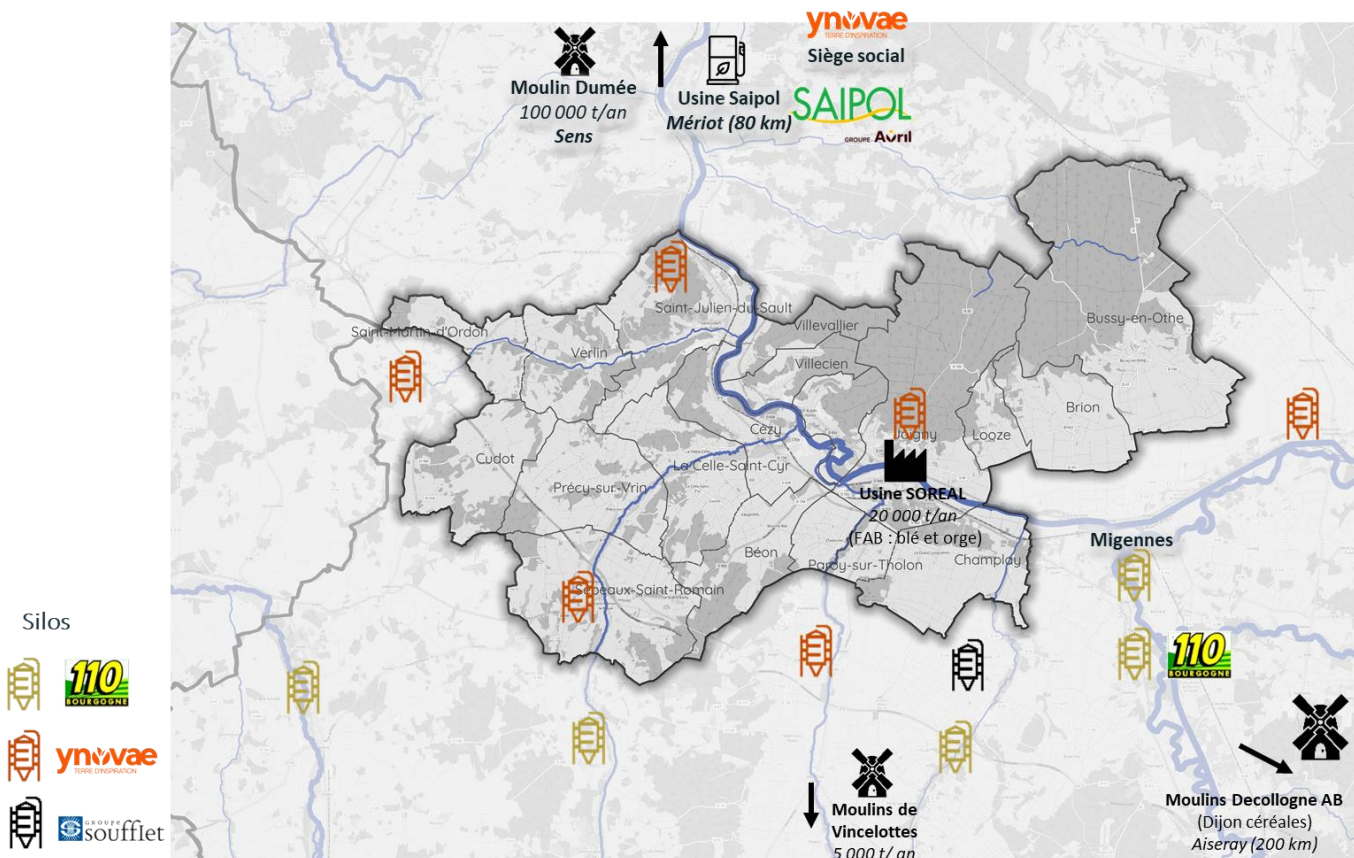 ynovae
TERRE D'INSPIRATION
Siège social
Moulin Dumée
100 000 t/an
Sens
Usine Saipol
Mériot (80 km)
SAIPOL
GROUPE Avril
Saint-Julien-du-Sault
Saint-Martin-d'Ordon
Verlin
Villevallier
Villecien
Bussy-en-Othe
Brion
Joigny
Looze
Cézy
Cudot
Précy-sur-Vrin
La Celle-Saint-Cyr
Usine SOREAL
20 000 t/an
(FAB : blé et orge)
Béon
Paroy-sur-Tholon
Champlay
Migennes
Sépeaux-Saint-Romain
Silos
110
BOURGOGNE
ynovae
TERRE D'INSPIRATION
GROUPE
soufflet
110
BOURGOGNE
Moulins de
Vincelottes
5 000 t/ an
Moulins Decollogne AB
(Dijon céréales)
Aiseray (200 km)